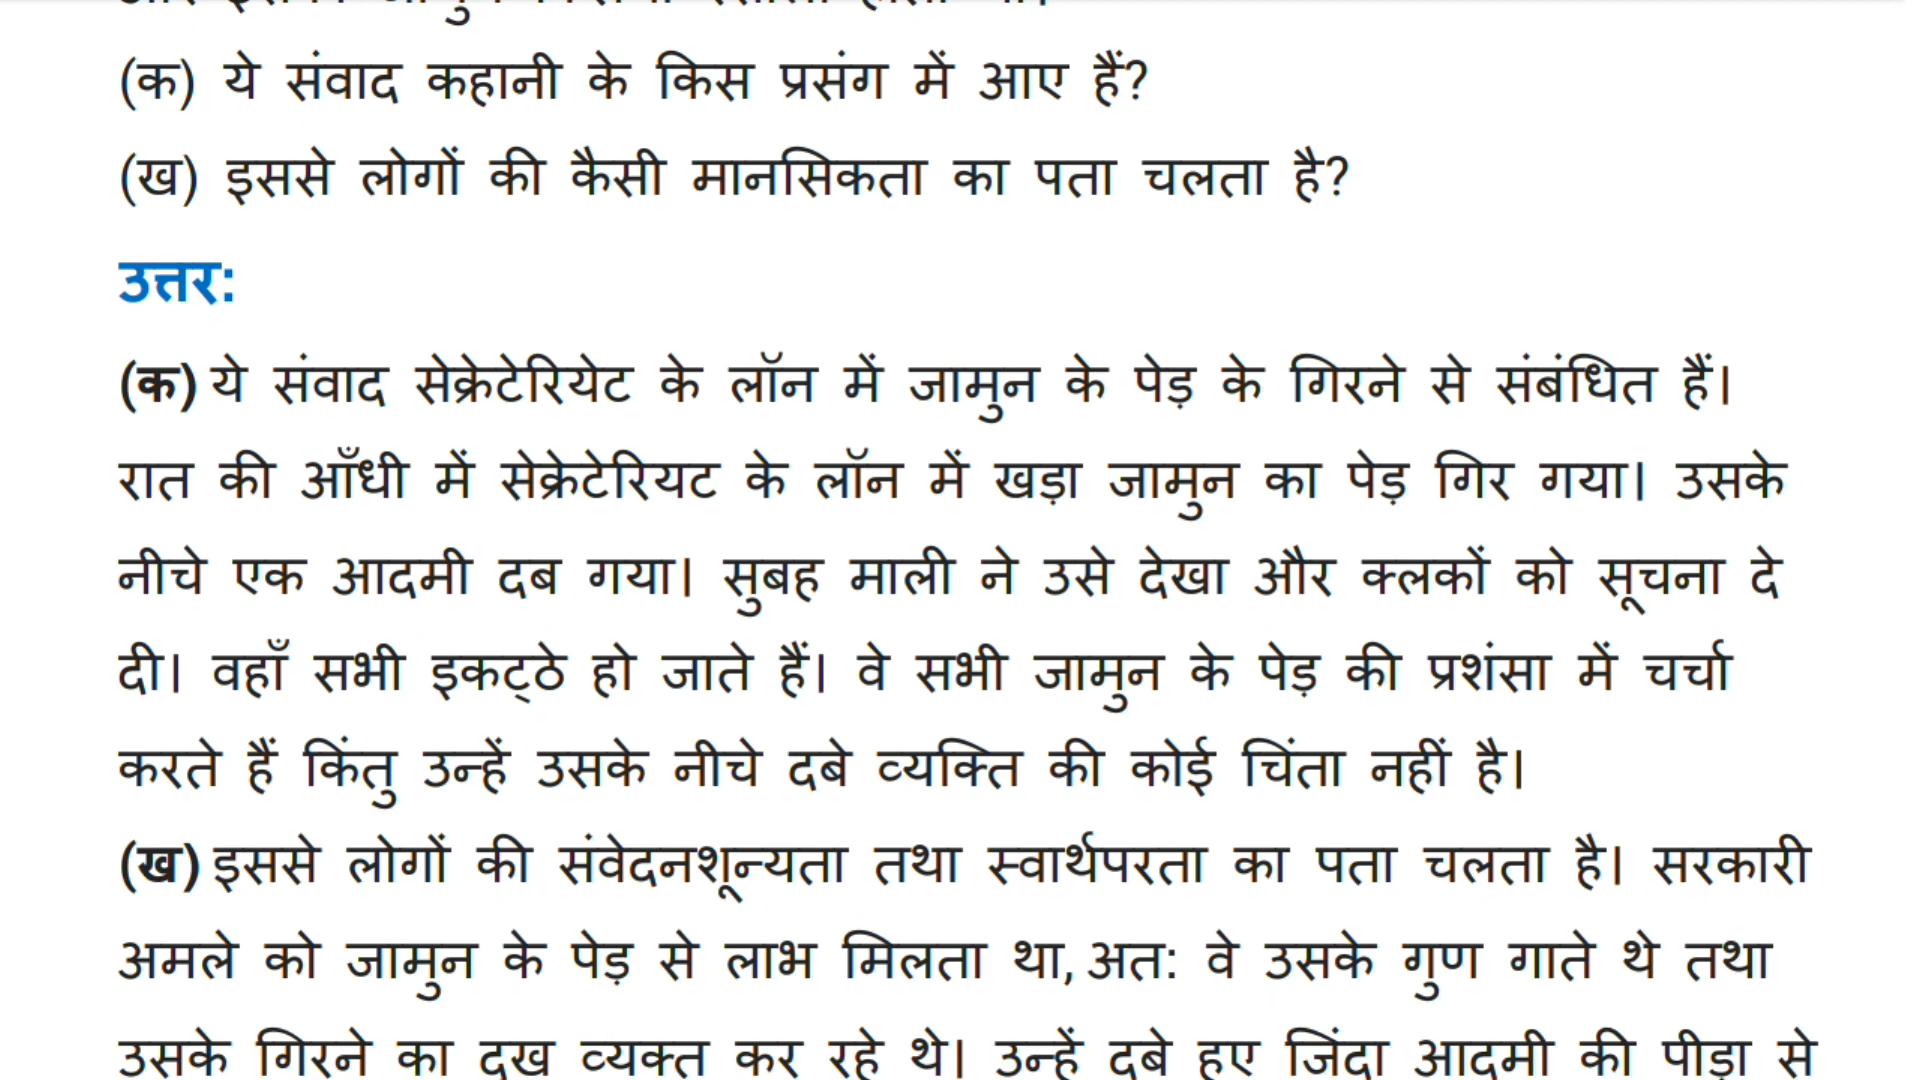 (क) ये संवाद कहानी के किस प्रसंग में आए हैं?
(ख) इससे लोगों की कैसी मानसिकता का पता चलता है?
उत्तर:
(क) ये संवाद सेक्रेटेरियेट के लॉन में जामुन के पेड़ के गिरने से संबंधित हैं।
रात की आँधी में सेक्रेटेरियट के लॉन में खड़ा जामुन का पेड़ गिर गया। उसके
नीचे एक आदमी दब गया। सुबह माली ने उसे देखा और क्लकों को सूचना दे
दी। वहाँ सभी इकट्ठे हो जाते हैं। वे सभी जामुन के पेड़ की प्रशंसा में चर्चा
करते हैं किंतु उन्हें उसके नीचे दबे व्यक्ति की कोई चिंता नहीं है।
(ख) इससे लोगों की संवेदनशून्यता तथा स्वार्थपरता का पता चलता है। सरकारी
अमले को जामुन के पेड़ से लाभ मिलता था, अत: वे उसके गुण गाते थे तथा
उसके गिरने का दुख व्यक्त कर रहे थे। उन्हें दबे हुए जिंदा आदमी की पीड़ा से